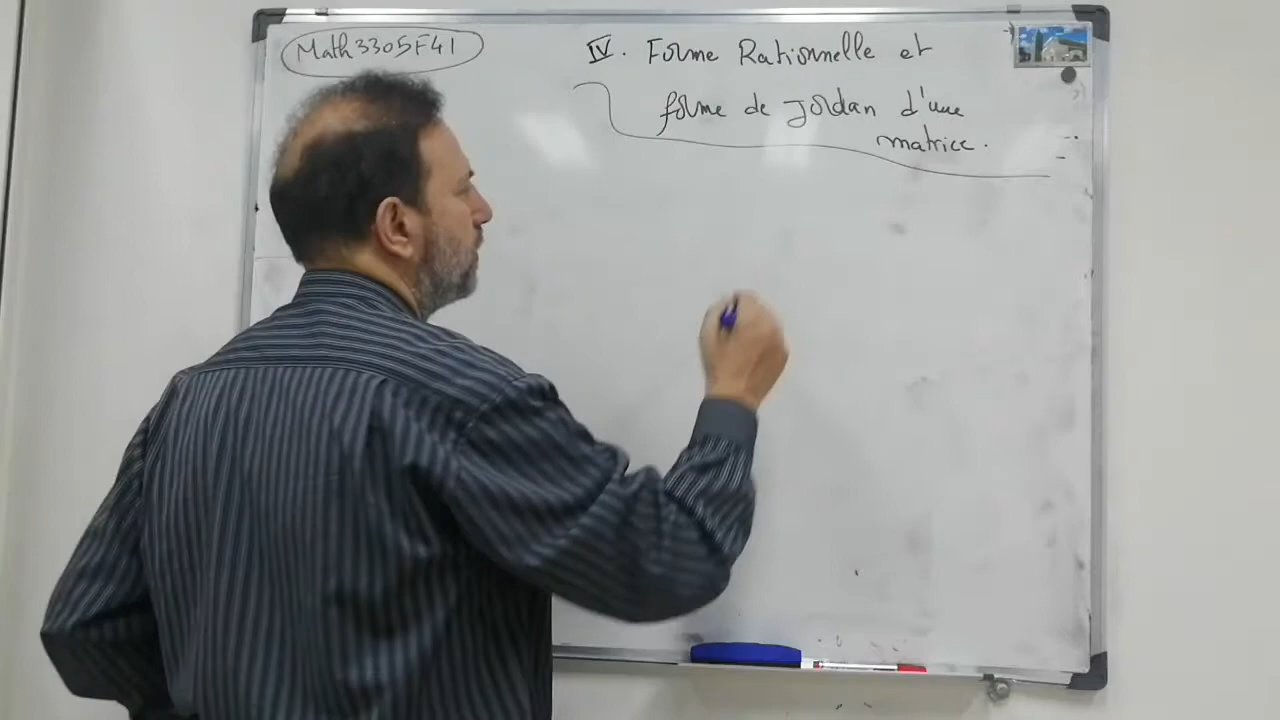 Math3305F41
IV. Forme Rationnelle et
forme de Jordan d'une
matrice.